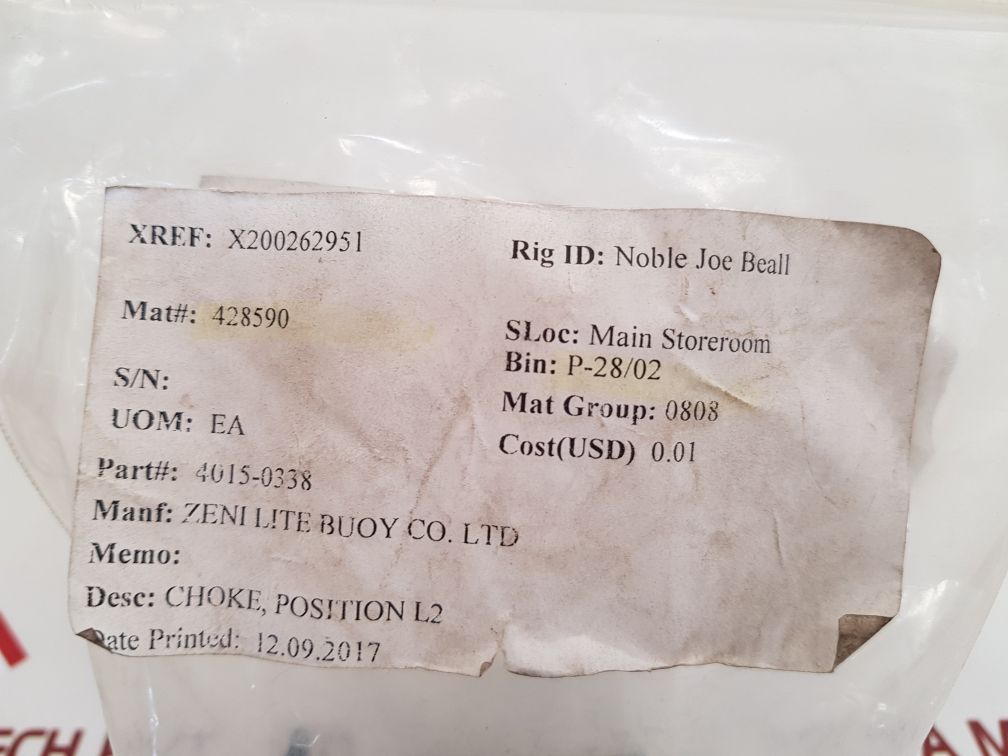 XREF: X200262951
Rig ID: Noble Joe Beall
Mat#: 428590
SLoc: Main Storeroom
Bin: P-28/02
S/N:
Mat Group: 0808
UOM: EA
Cost(USD) 0.01
Part#: 4015-0338
Manf: ZENI LITE BUOY CO. LTD
Memo:
Desc: CHOKE, POSITION L2
Date Printed: 12.09.2017